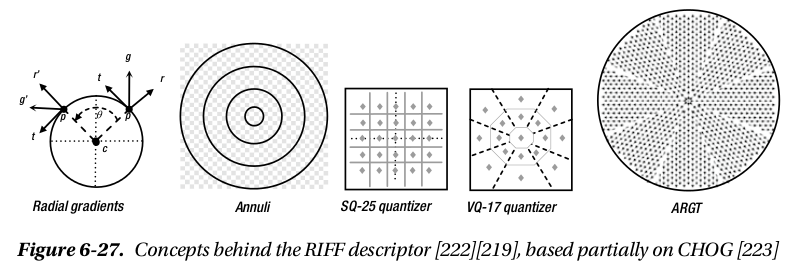 g
r'
t
r
g'
p
θ
p
t
c
Radial gradients
Annuli
SQ-25 quantizer
VQ-17 quantizer
ARGT
Figure 6-27. Concepts behind the RIFF descriptor [222][219], based partially on CHOG [223]